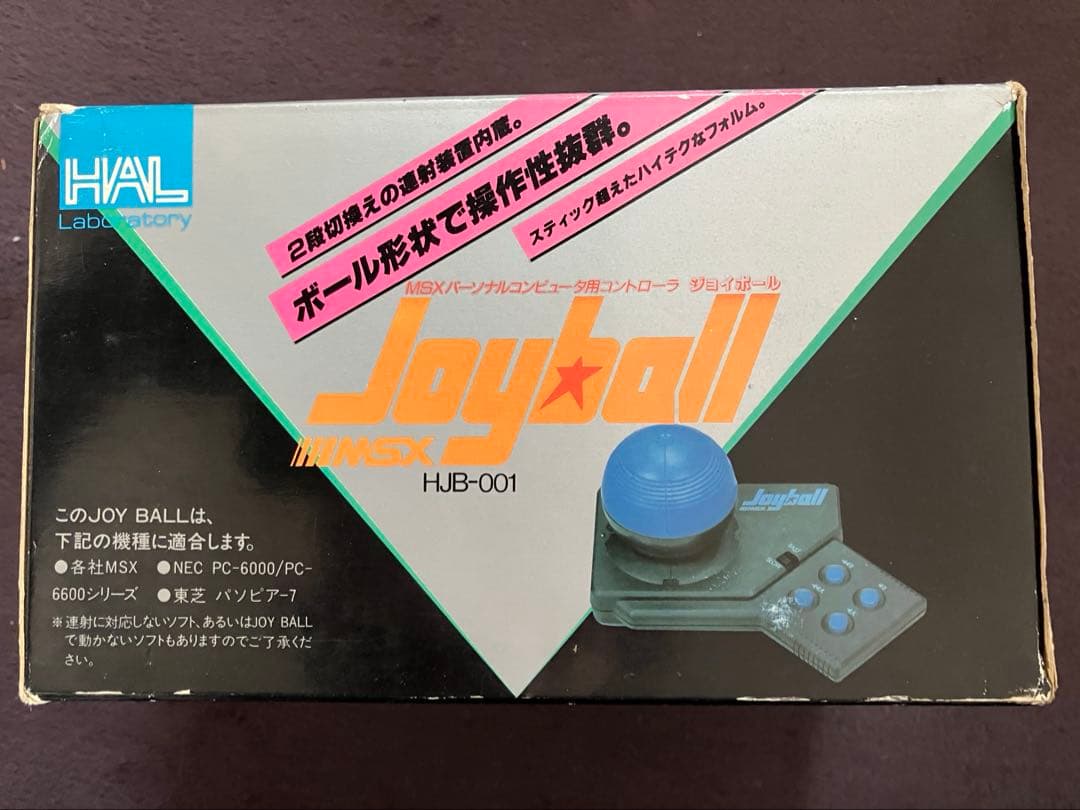 HAL
Laboratory
2段切換えの連射装置内蔵。
ボール形状で操作性抜群。
スティック超えたハイテクなフォルム。
MSXパーソナルコンピュータ用コントローラ ジョイボール
Joyball
MSX
HJB-001
Joyball
このJOY BALLは、
下記の機種に適合します。
●各社MSX ●NEC PC-6000/PC-
6600シリーズ ●東芝 パソピア-7
※連射に対応しないソフト、あるいはJOY BALL
で動かないソフトもありますのでご了承くだ
さい。